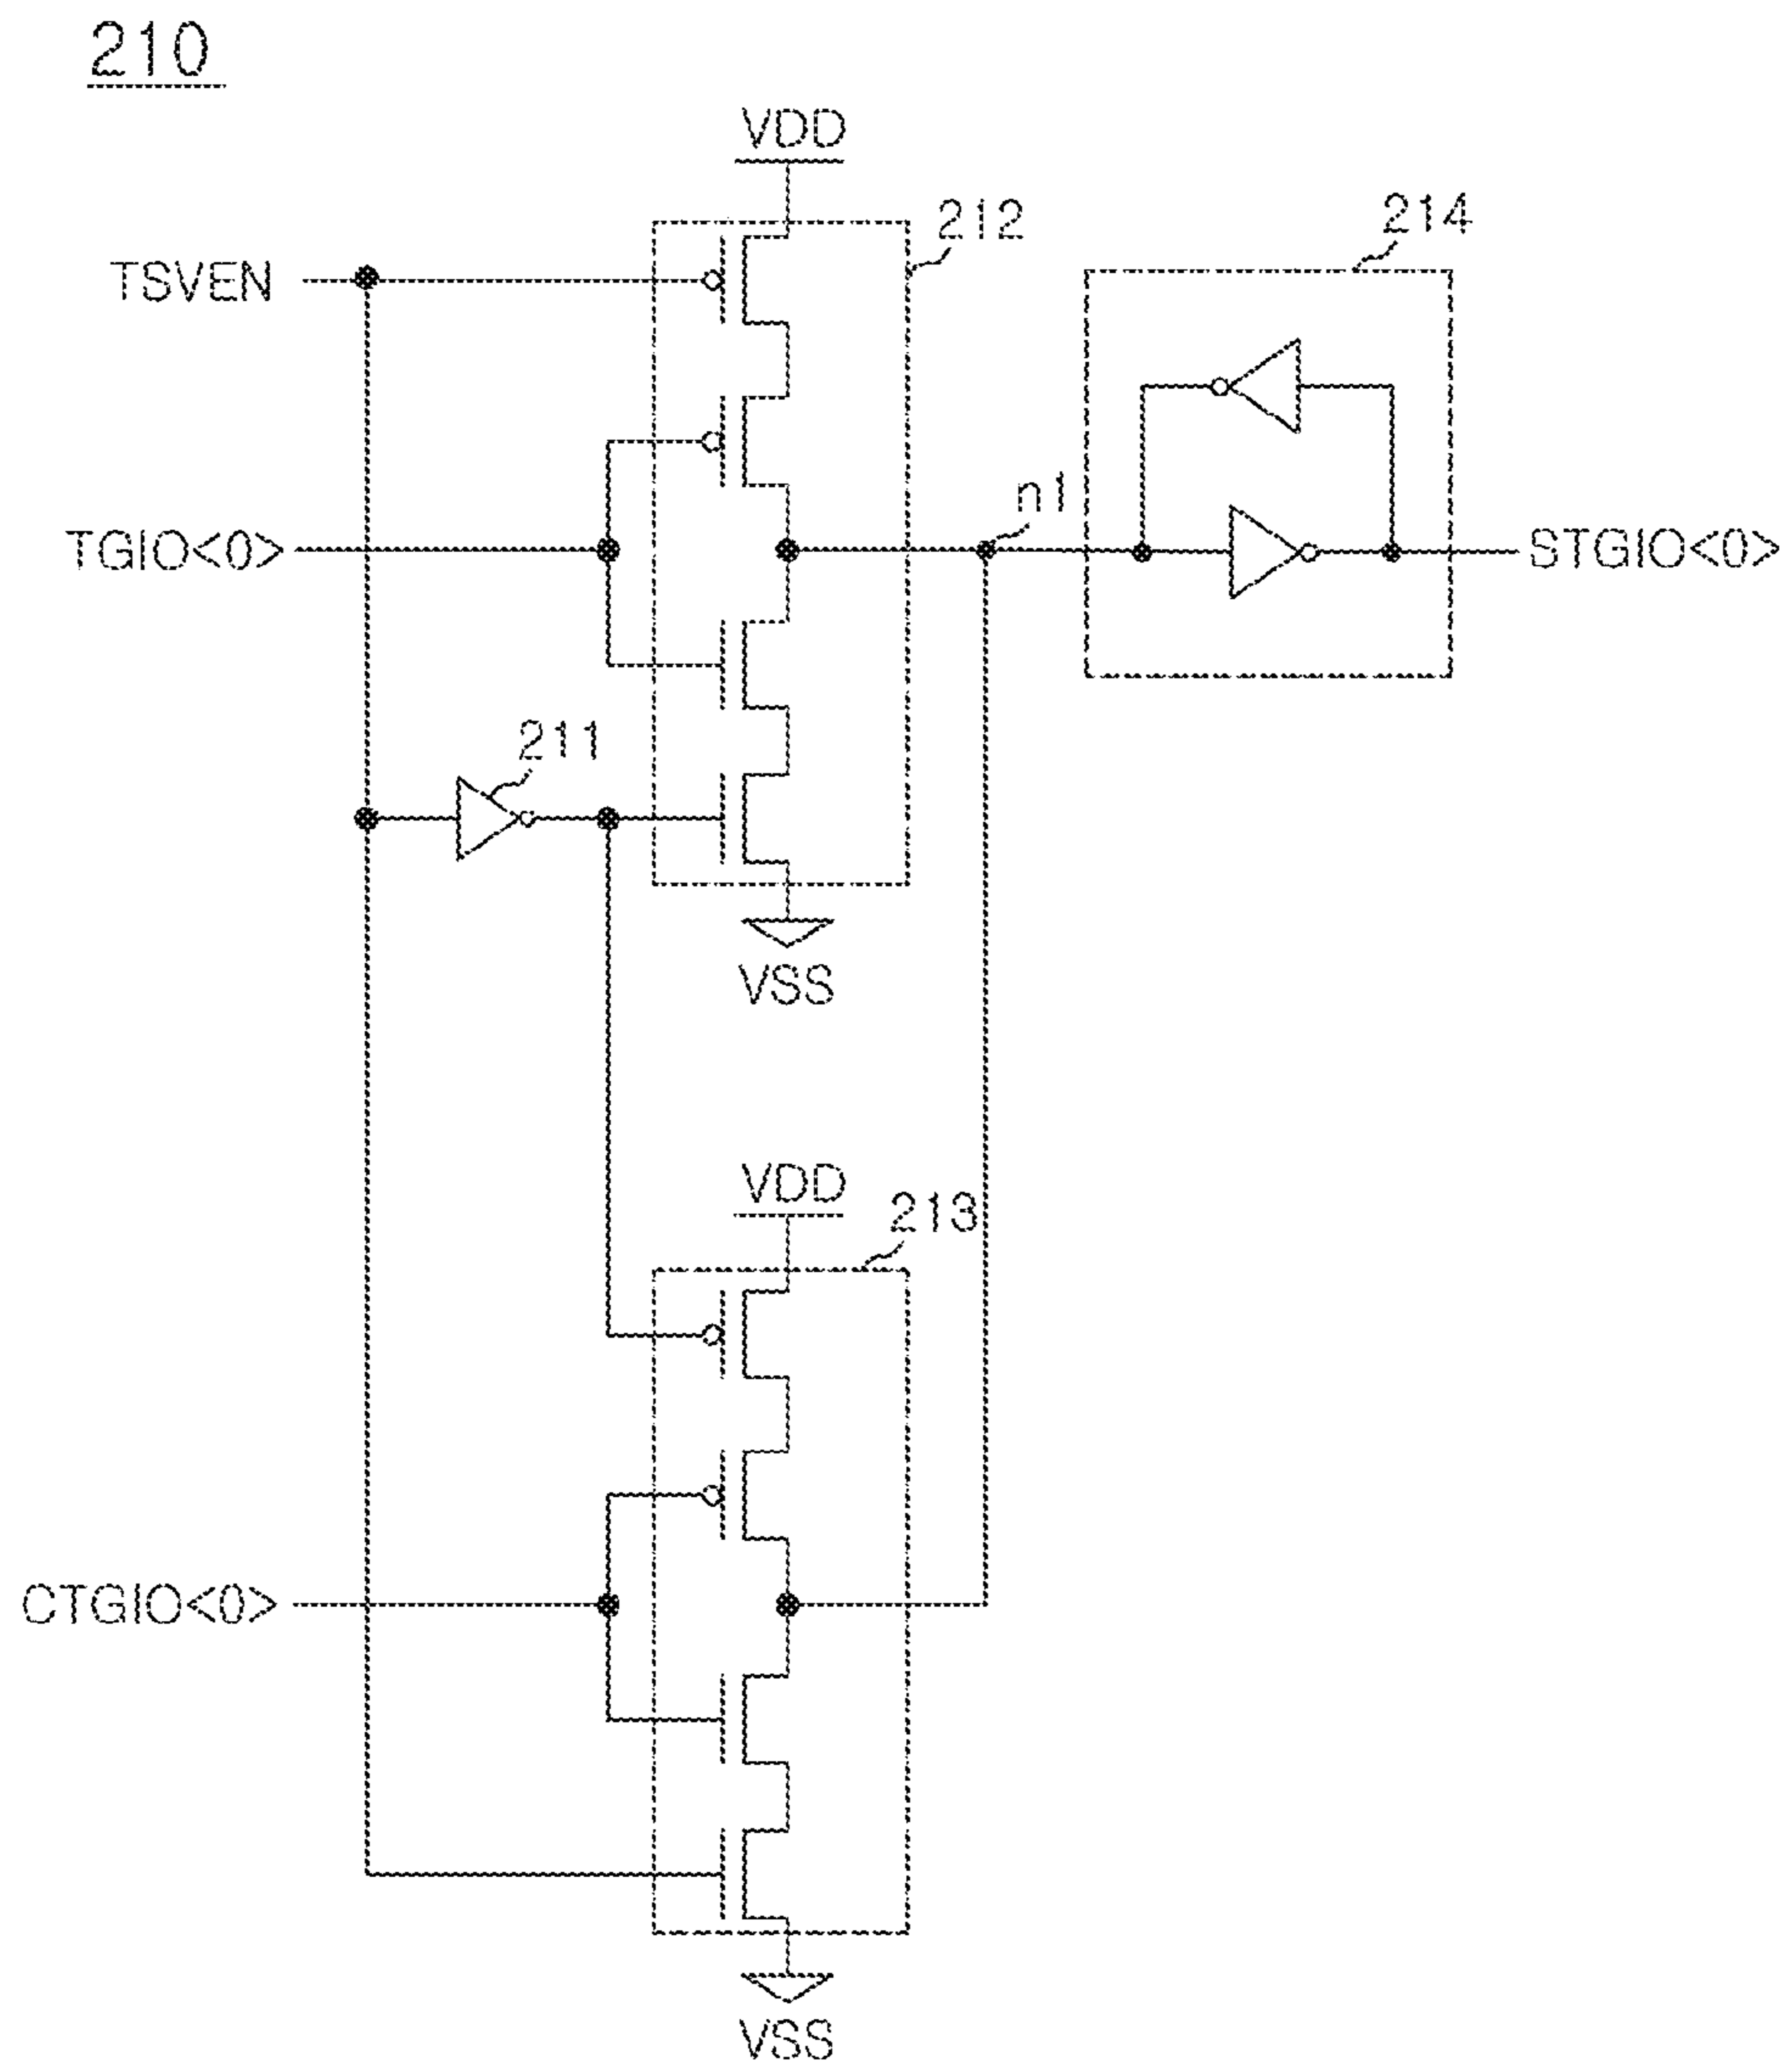 210
VDD
212
214
TSVEN
n1
TGIO<0>
STGIO<0>
211
VSS
VDD
213
CTGIO<0>
VSS